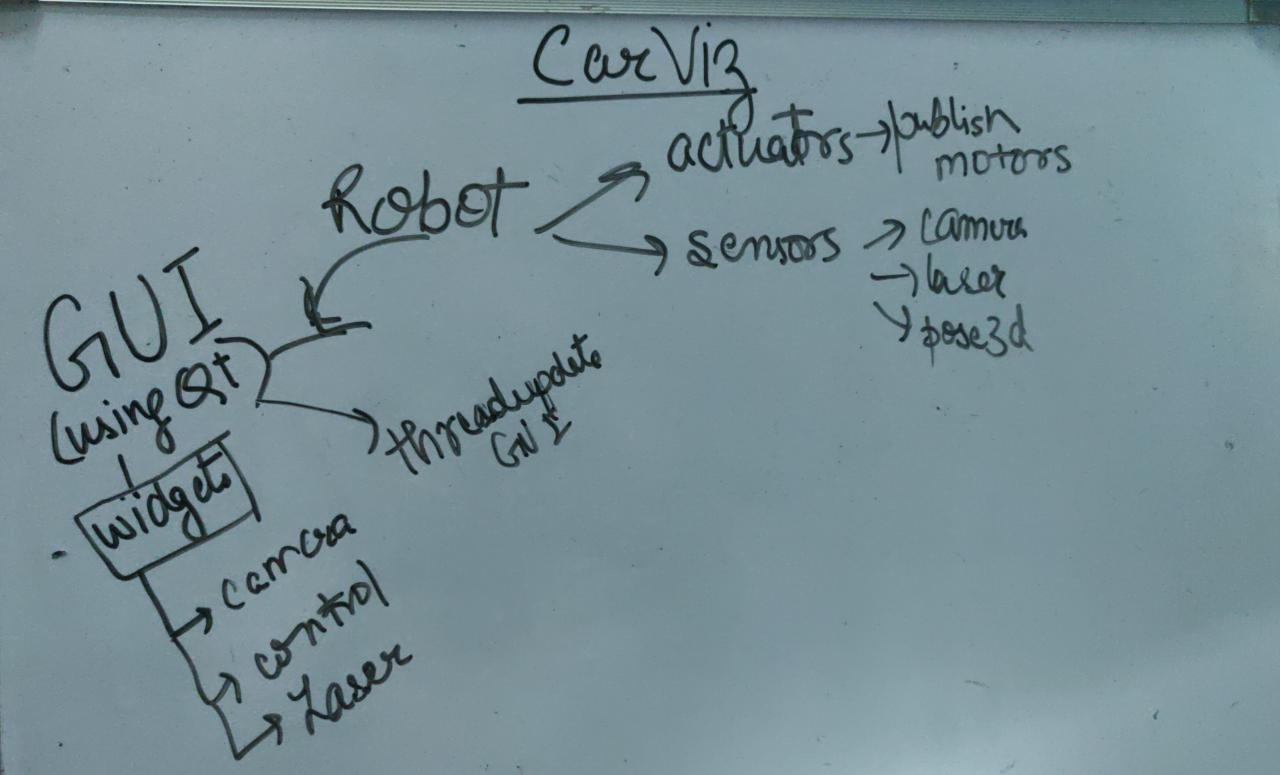 CarViz
actuators → publish
motors
Robot
sensors → camera
→ laser
→ pose3d
GUI
(using Qt
threadupdate
GUI
widgets
→ camera
→ control
→ Laser